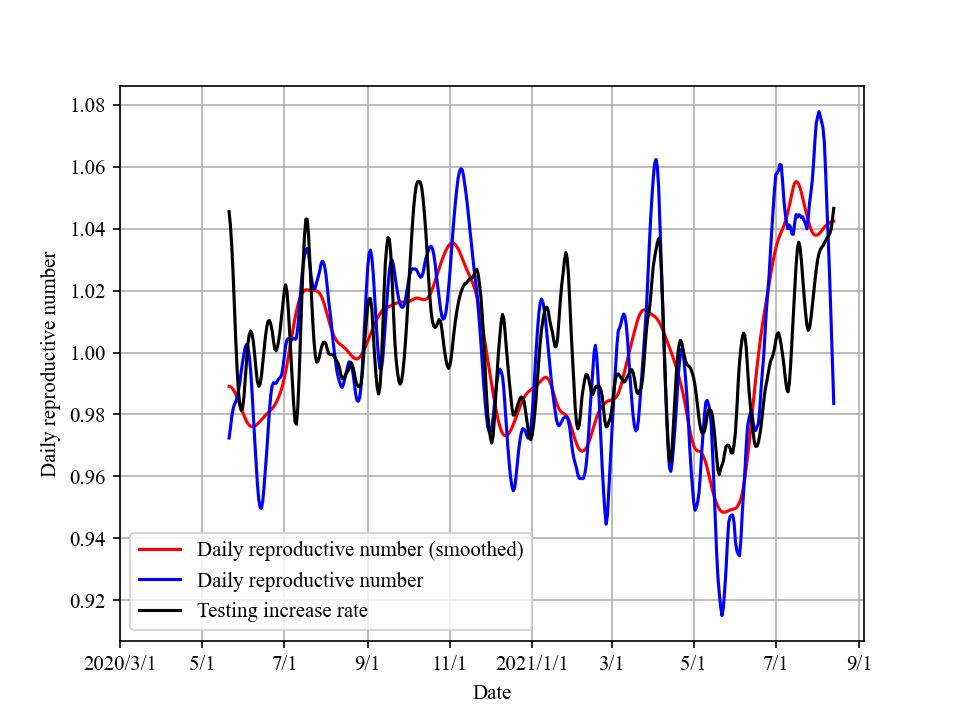 1.08
1.06
1.04
1.02
1.00
0.98
0.96
0.94
0.92
Daily reproductive number
Daily reproductive number (smoothed)
Daily reproductive number
Testing increase rate
2020/3/1 5/1 7/1 9/1 11/1 2021/1/1 3/1 5/1 7/1 9/1
Date